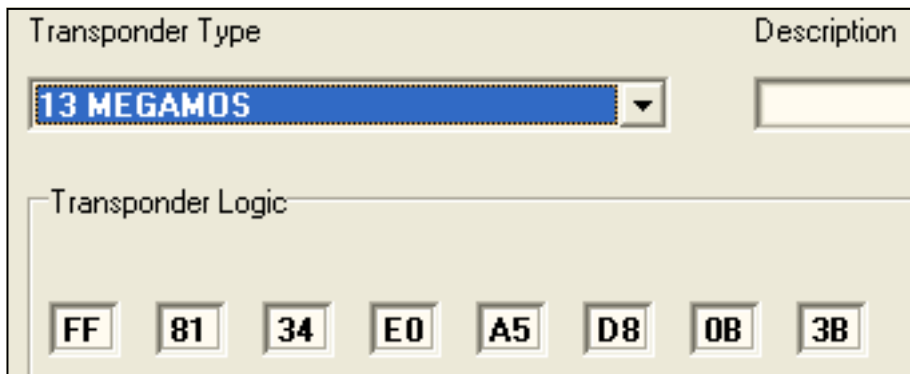 Transponder Type Description
13 MEGAMOS
Transponder Logic
FF 81 34 E0 A5 D8 0B 3B